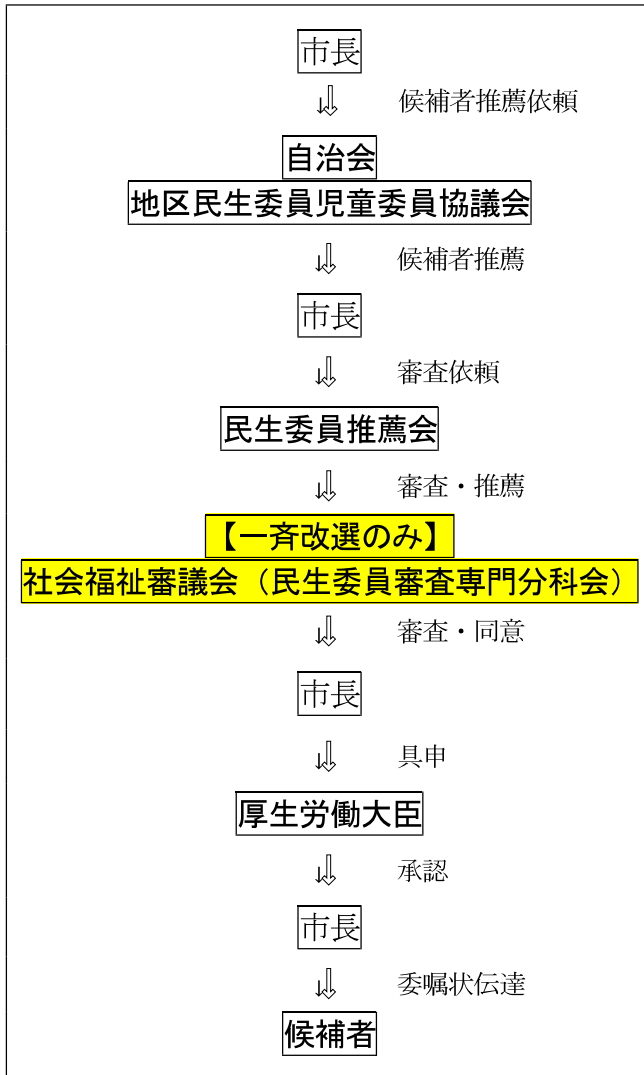 市長
⇓ 候補者推薦依頼
自治会
地区民生委員児童委員協議会
⇓ 候補者推薦
市長
⇓ 審査依頼
民生委員推薦会
⇓ 審査・推薦
【一斉改選のみ】
社会福祉審議会（民生委員審査専門分科会）
⇓ 審査・同意
市長
⇓ 具申
厚生労働大臣
⇓ 承認
市長
⇓ 委嘱状伝達
候補者